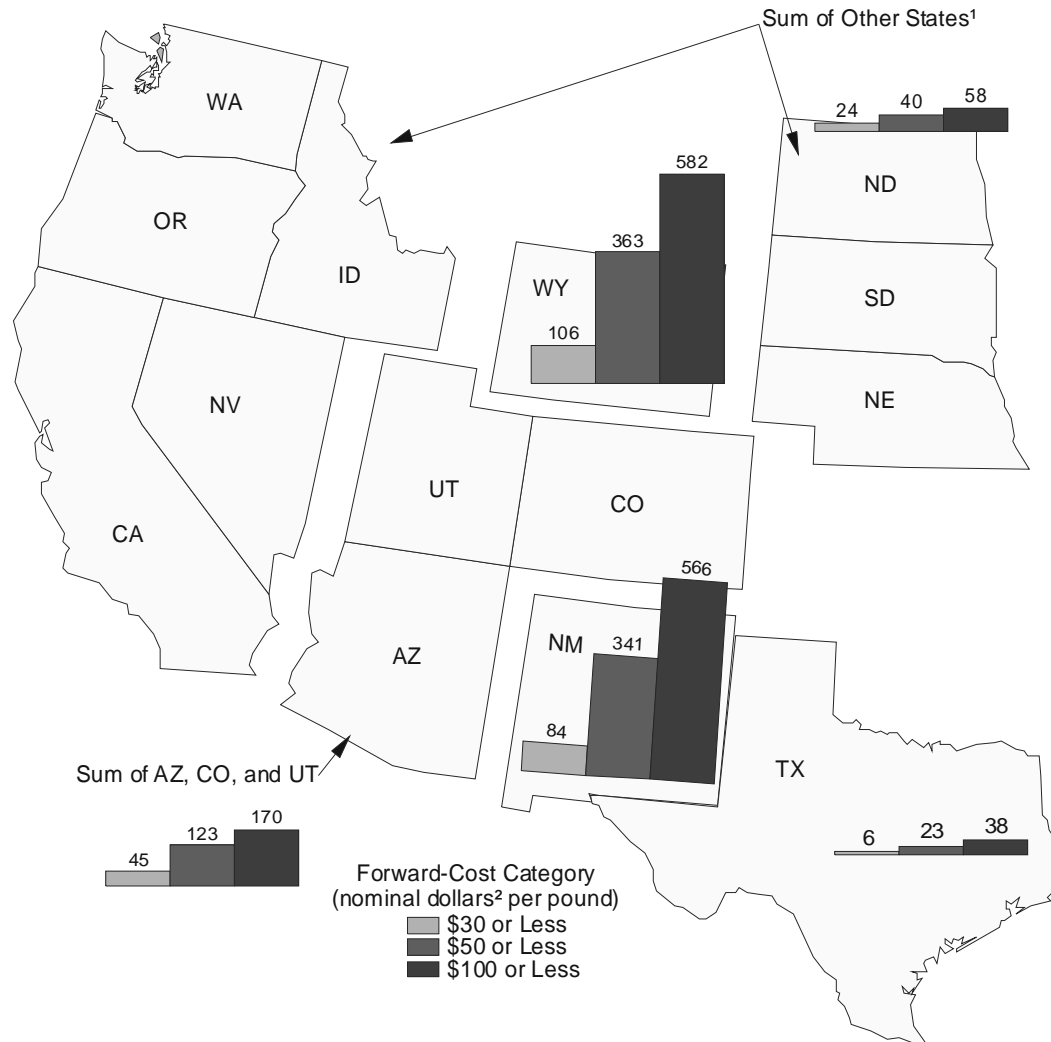 Sum of Other States¹
24 40 58
WA
ND
582
OR
363
ID
WY
SD
106
NV
NE
UT
CO
CA
566
NM
341
AZ
84
TX
Sum of AZ, CO, and UT
45 123 170
6 23 38
Forward-Cost Category
(nominal dollars² per pound)
$30 or Less
$50 or Less
$100 or Less